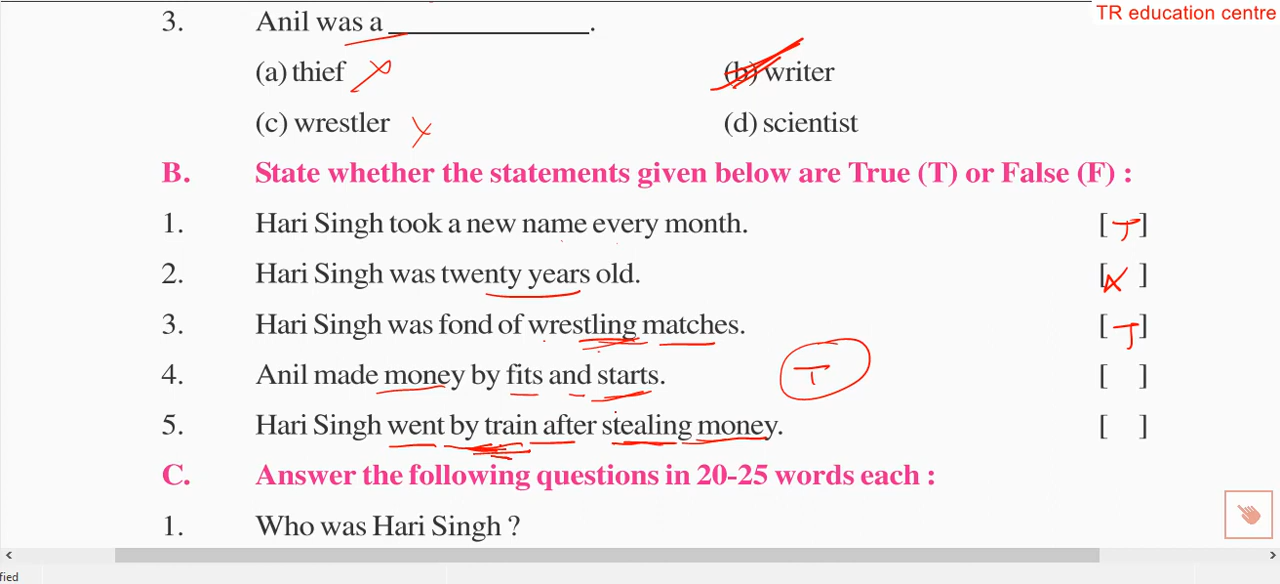 TR education centre
3. Anil was a ____________.
(a) thief (b) writer
(c) wrestler (d) scientist
B. State whether the statements given below are True (T) or False (F) :
1. Hari Singh took a new name every month. [ T ]
2. Hari Singh was twenty years old. [ ]
3. Hari Singh was fond of wrestling matches. [ T ]
4. Anil made money by fits and starts. T [ ]
5. Hari Singh went by train after stealing money. [ ]
C. Answer the following questions in 20-25 words each :
1. Who was Hari Singh ?
fied